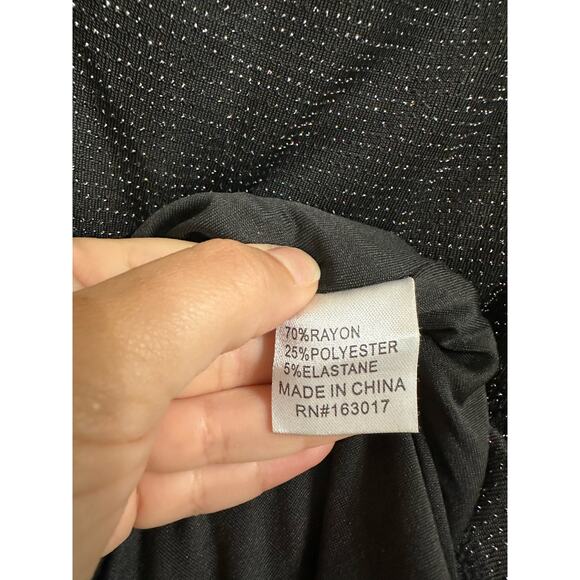 70%RAYON
25%POLYESTER
5%ELASTANE
MADE IN CHINA
RN#163017